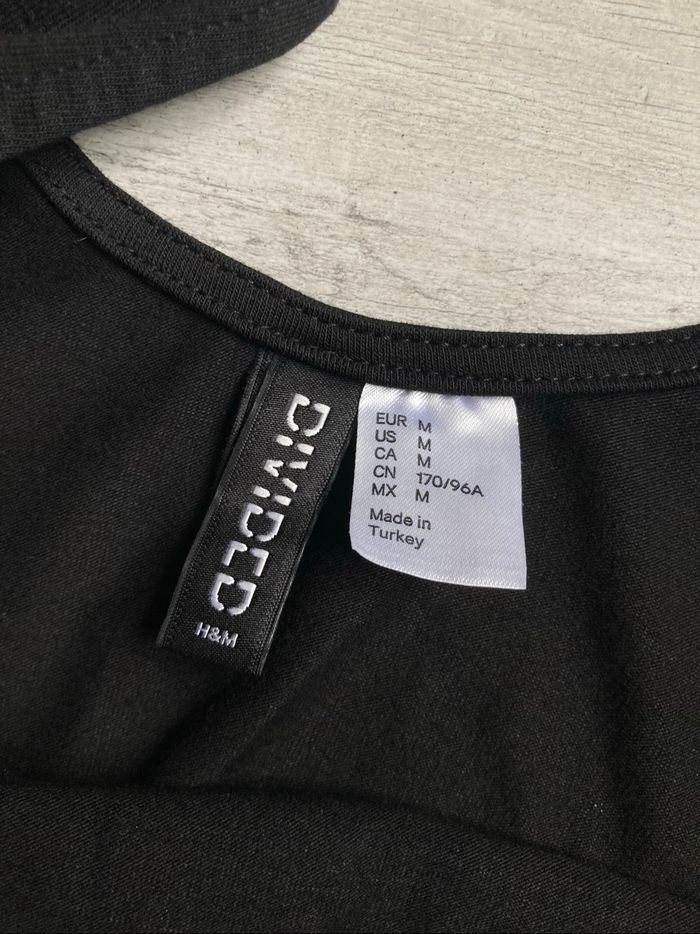 DIVIDED
H&M
EUR M
US M
CA M
CN 170/96A
MX M
Made in
Turkey